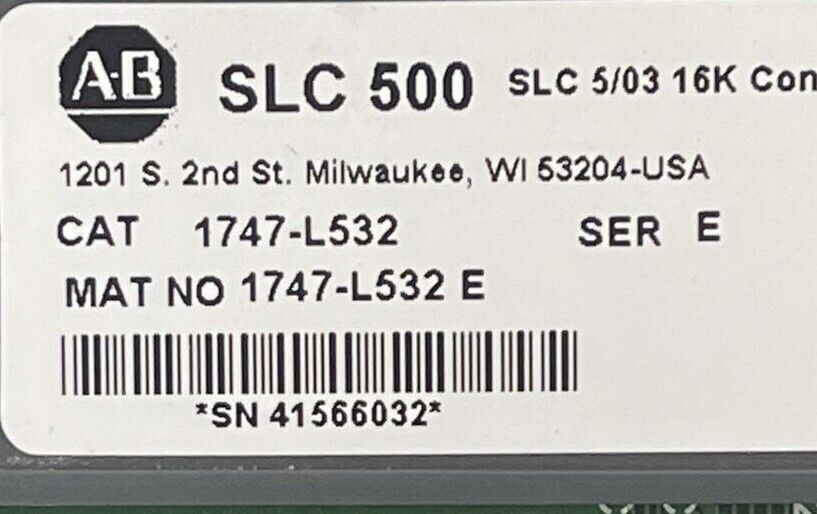 A-B SLC 500 SLC 5/03 16K Con
1201 S. 2nd St. Milwaukee, WI 53204-USA
CAT 1747-L532 SER E
MAT NO 1747-L532 E
*SN 41566032*